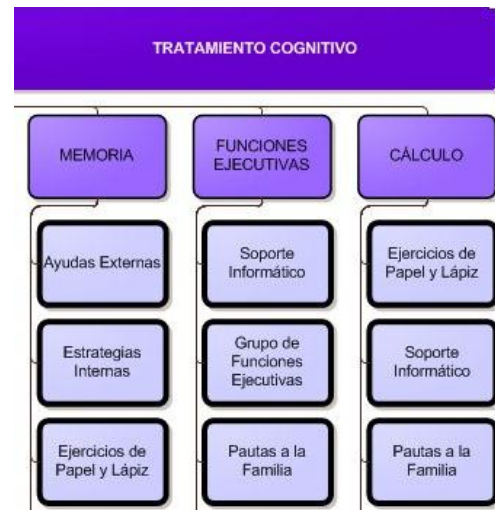 TRATAMIENTO COGNITIVO
MEMORIA
FUNCIONES
EJECUTIVAS
CÁLCULO
Ayudas Externas
Soporte
Informático
Ejercicios de
Papel y Lápiz
Estrategias
Internas
Grupo de
Funciones
Ejecutivas
Soporte
Informático
Ejercicios de
Papel y Lápiz
Pautas a la
Familia
Pautas a la
Familia